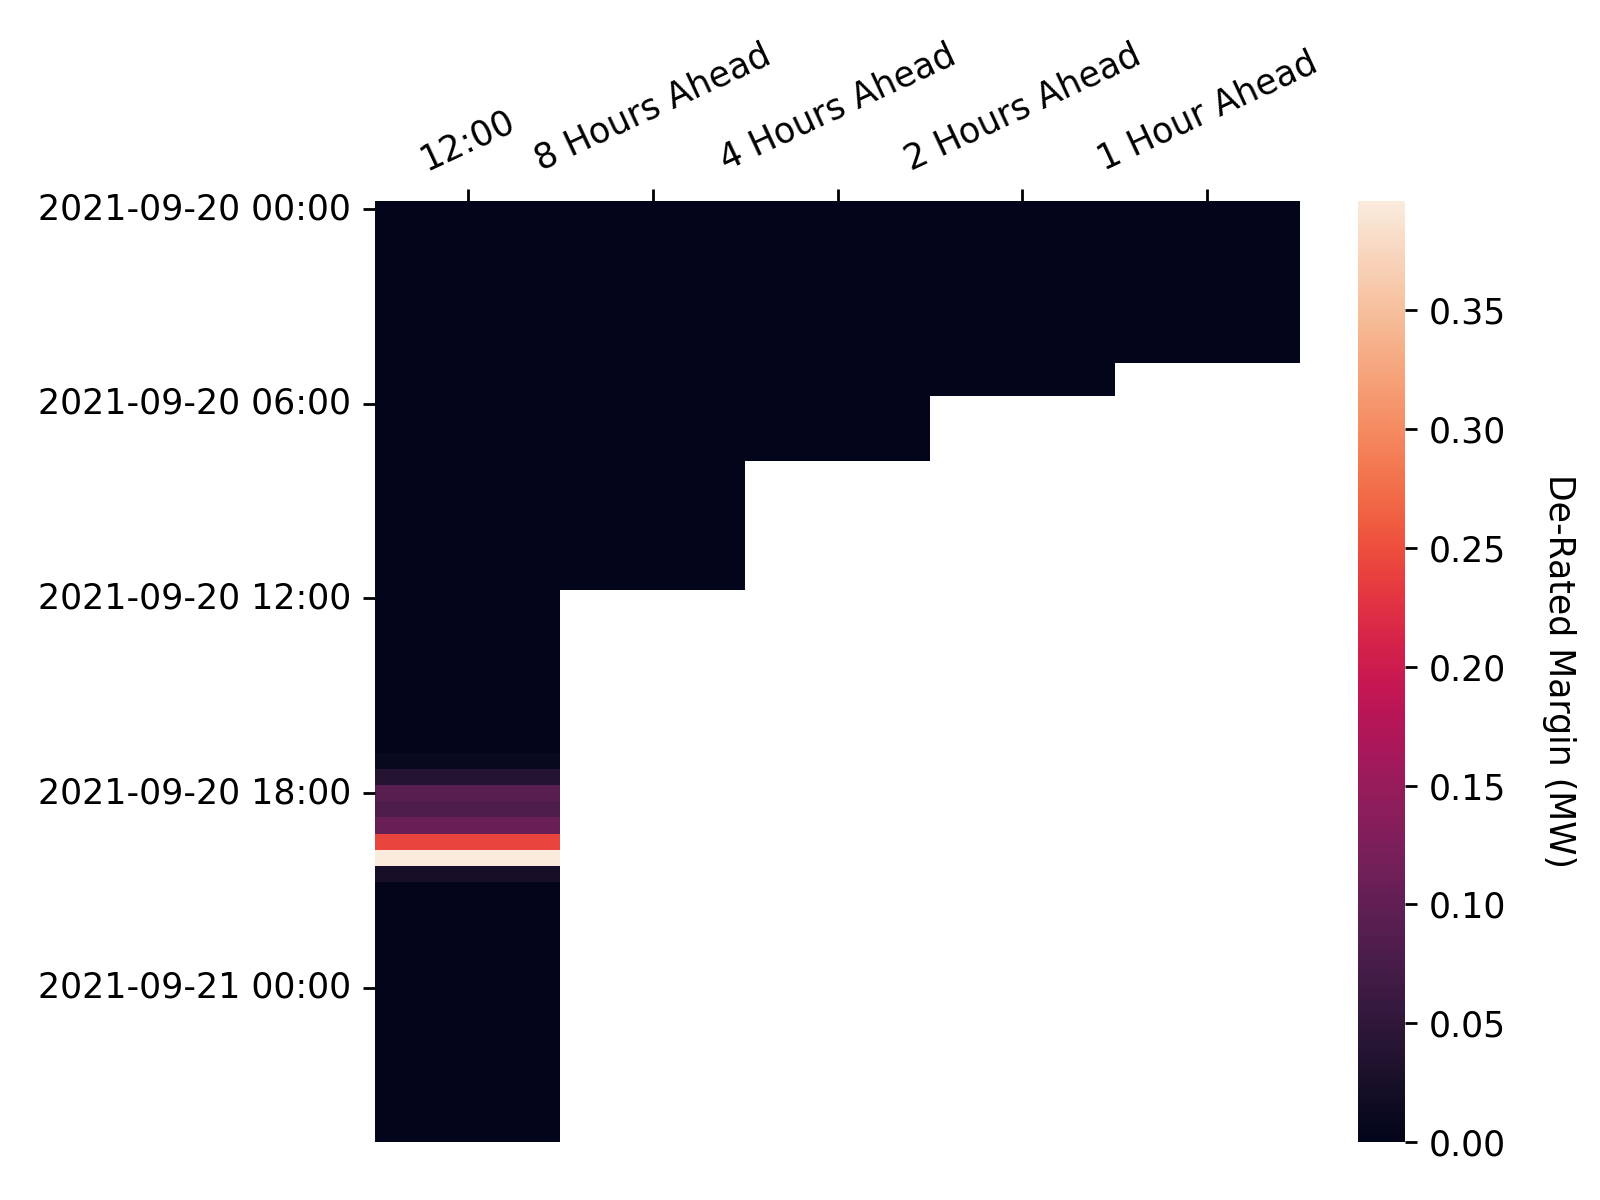 12:00
8 Hours Ahead
4 Hours Ahead
2 Hours Ahead
1 Hour Ahead
2021-09-20 00:00
2021-09-20 06:00
2021-09-20 12:00
2021-09-20 18:00
2021-09-21 00:00
0.35
0.30
0.25
0.20
0.15
0.10
0.05
0.00
De-Rated Margin (MW)